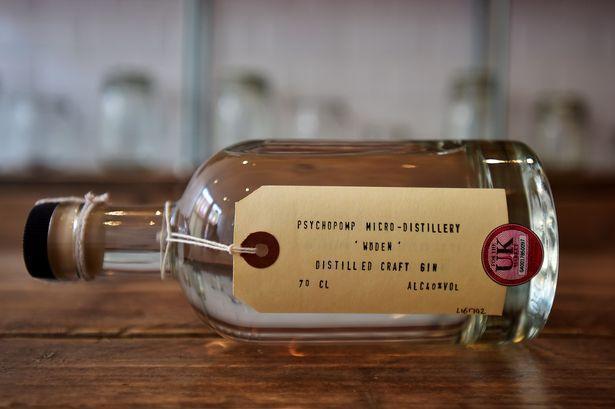 PSYCHOPOMP MICRO-DISTILLERY
'WODEN'
DISTILLED CRAFT GIN
70 CL ALC40%VOL
UK